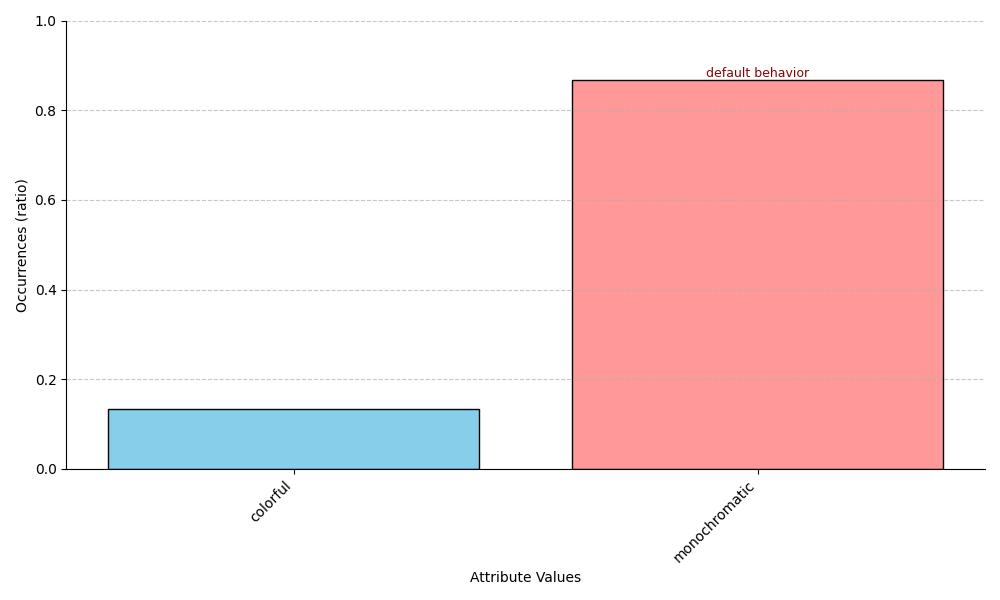 1.0
default behavior
0.8
0.6
Occurrences (ratio)
0.4
0.2
0.0
colorful
monochromatic
Attribute Values